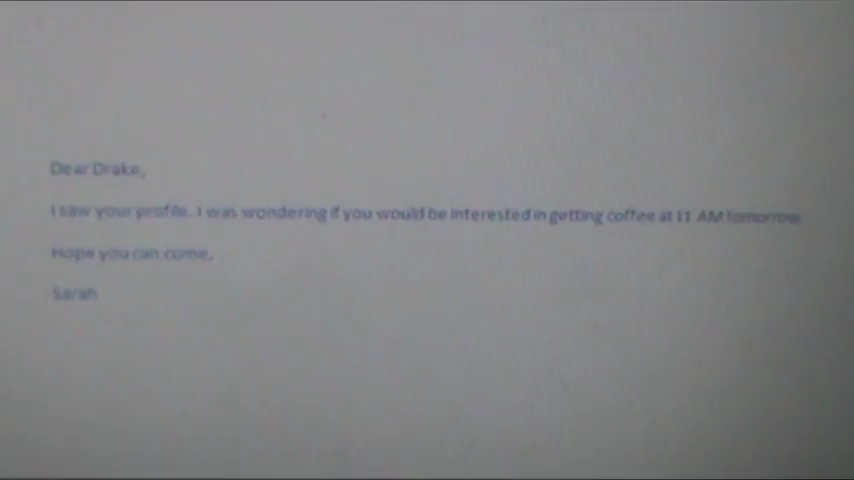 Dear Drake,
I saw your profile. I was wondering if you would be interested in getting coffee at 11 AM tomorrow.
Hope you can come,
Sarah